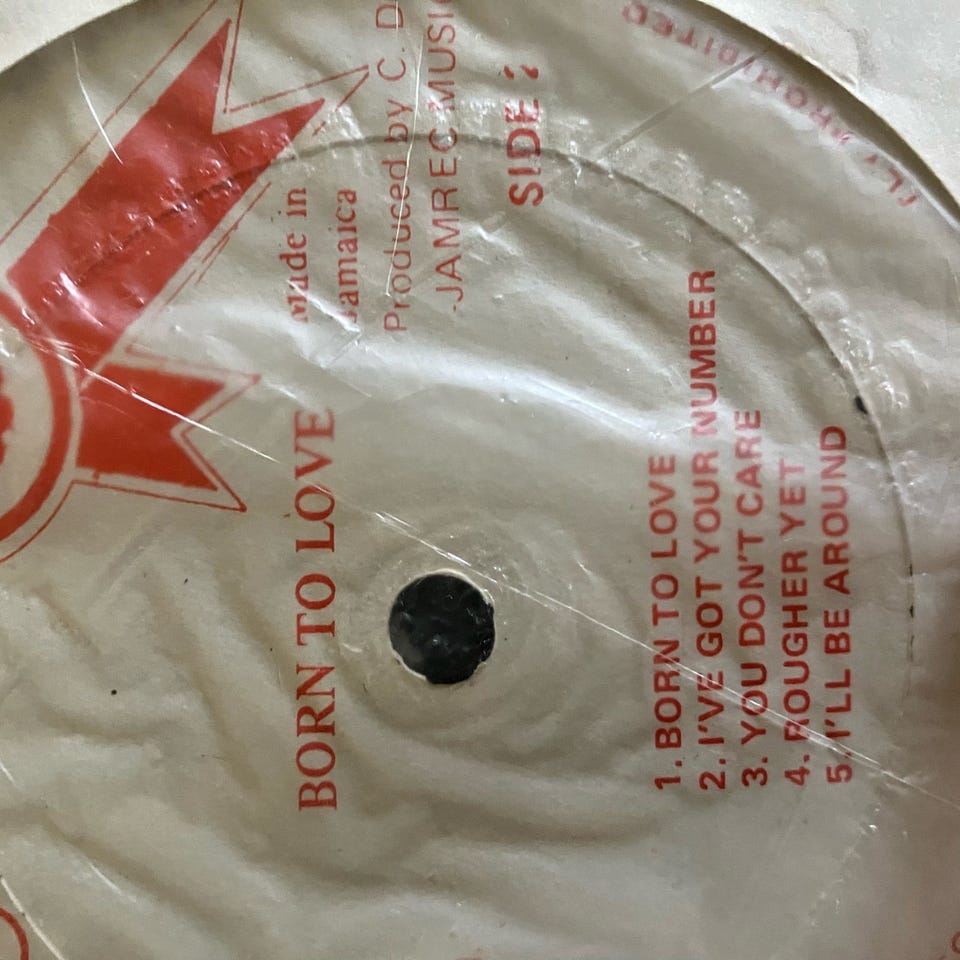 BORN TO LOVE
Made in
Jamaica
Produced by C. D
JAMREC MUSIC
SIDE 2
1. BORN TO LOVE
2. I'VE GOT YOUR NUMBER
3. YOU DON'T CARE
4. ROUGHER YET
5. I'LL BE AROUND
PROHIBITED